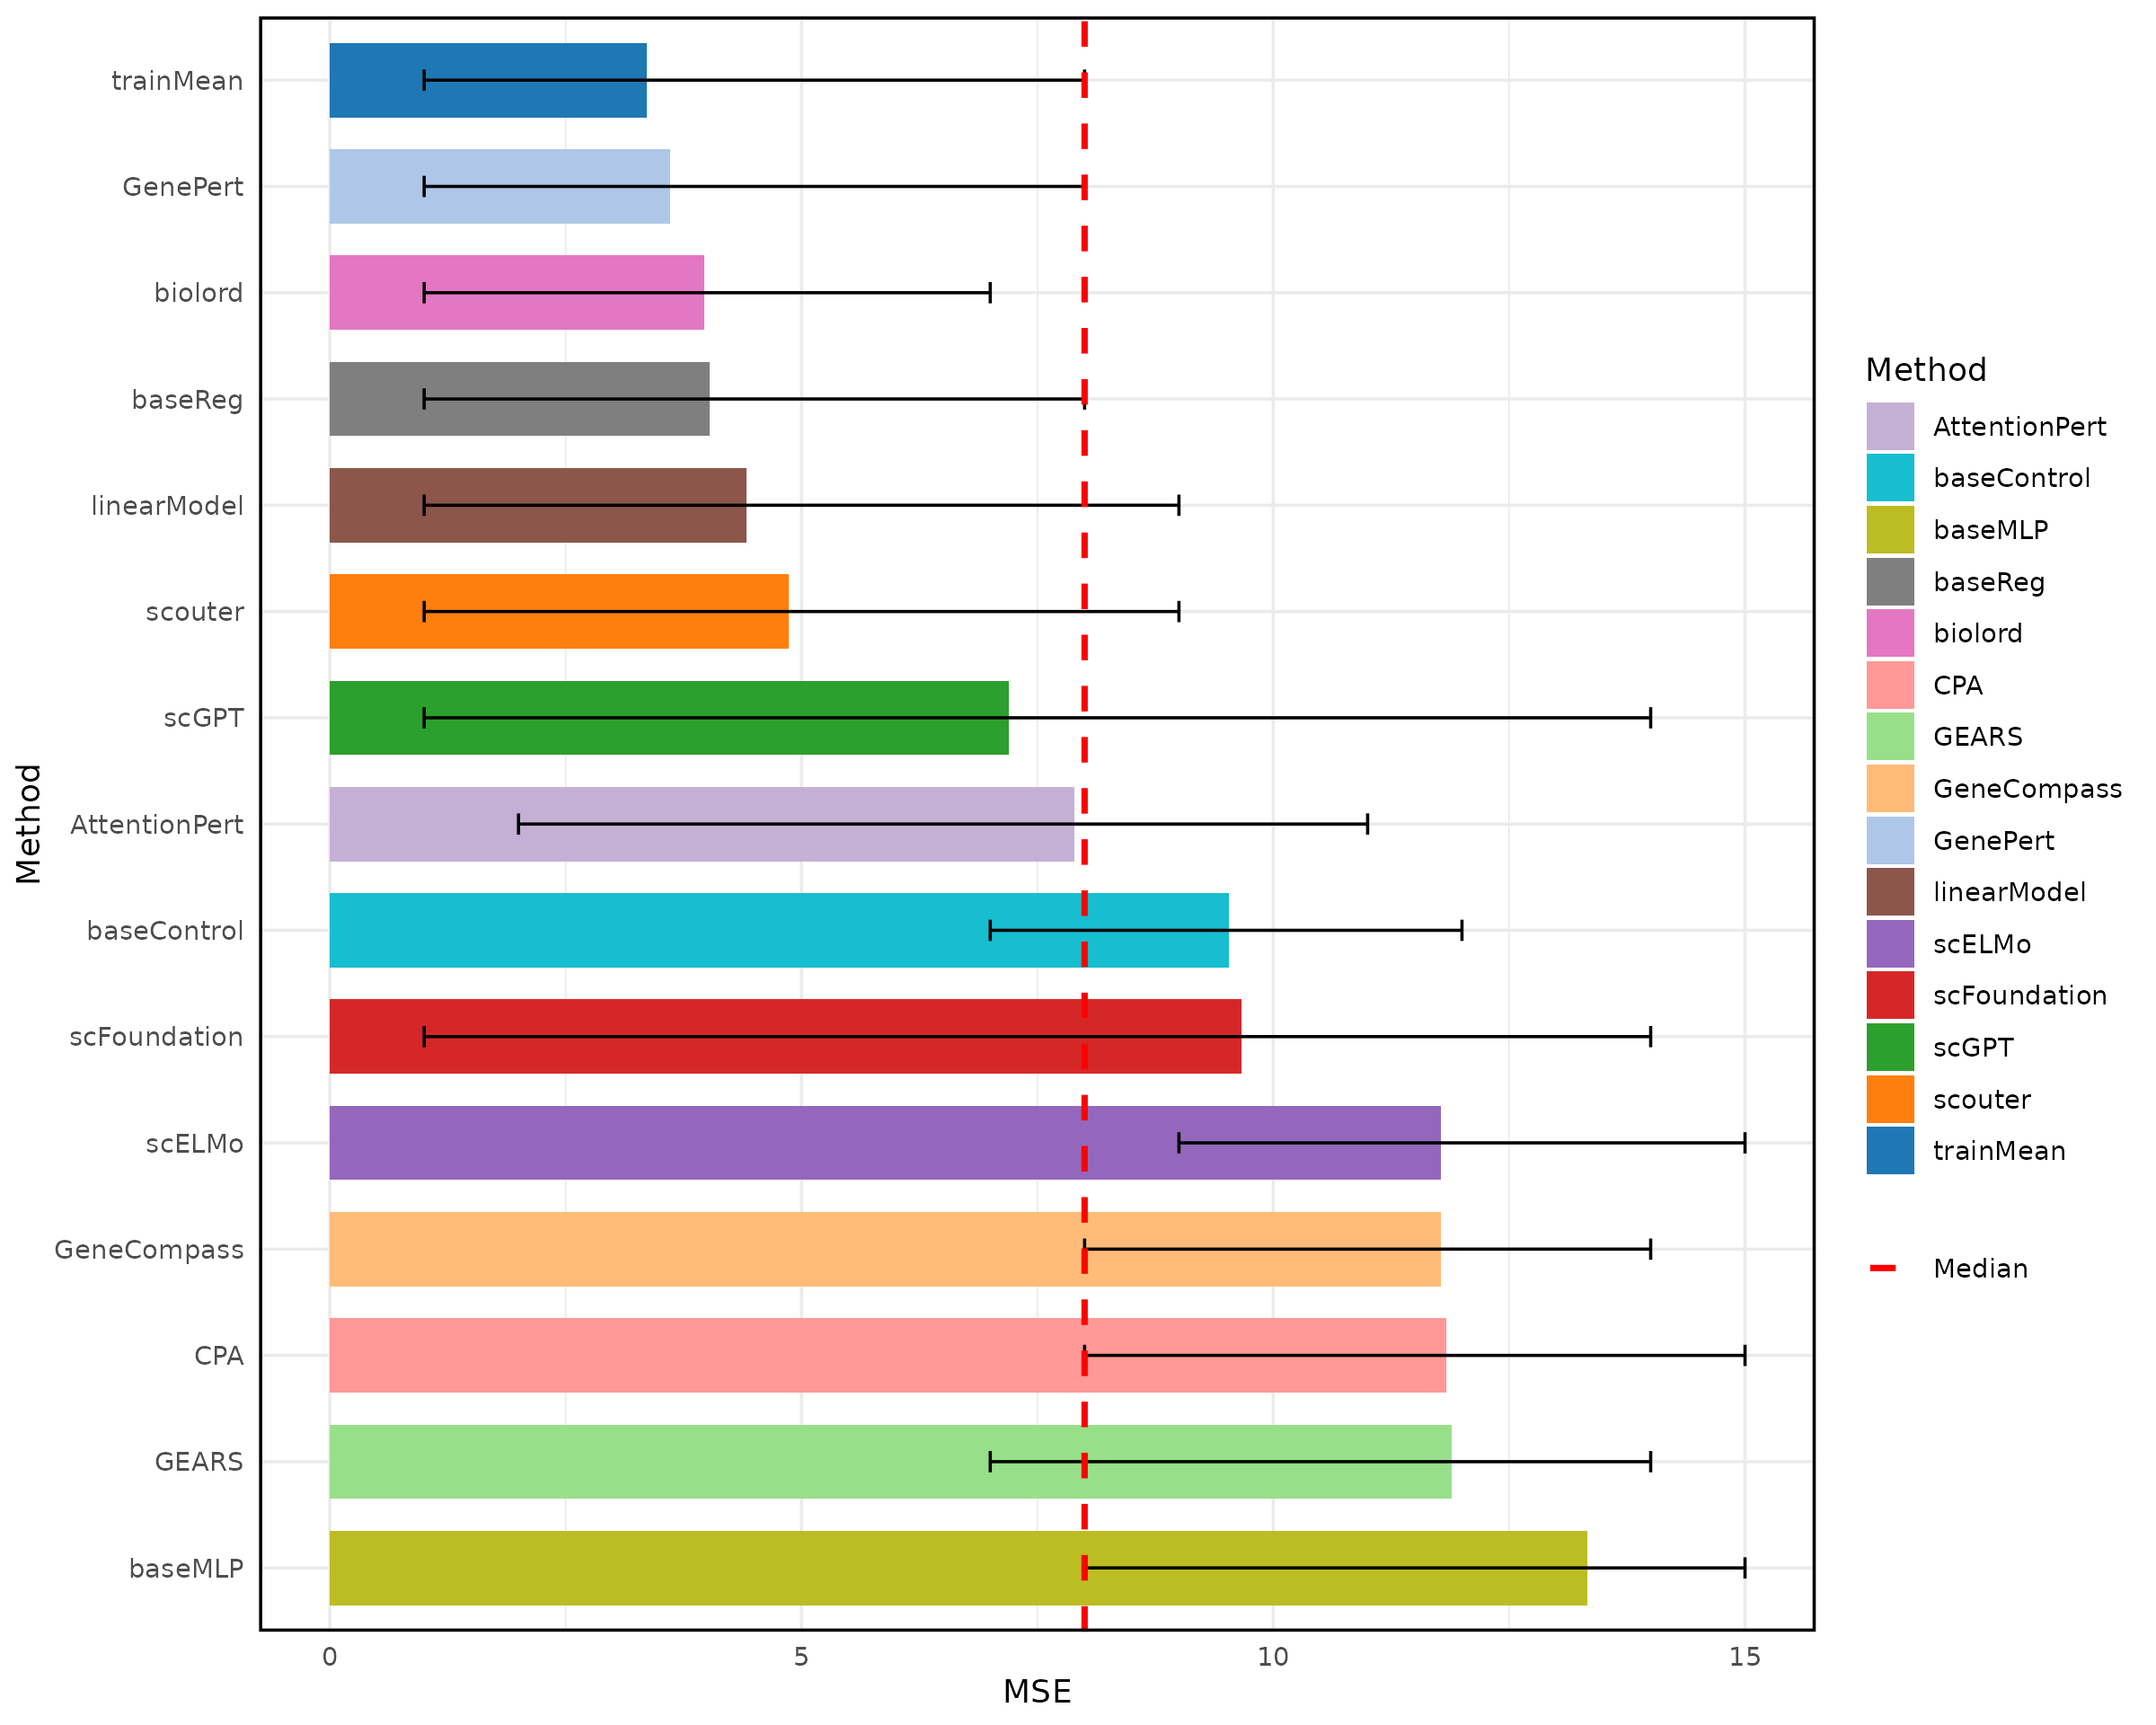 trainMean
GenePert
biolord
baseReg
linearModel
scouter
scGPT
AttentionPert
baseControl
scFoundation
scELMo
GeneCompass
CPA
GEARS
baseMLP
Method
0 5 10 15
MSE
Method
AttentionPert
baseControl
baseMLP
baseReg
biolord
CPA
GEARS
GeneCompass
GenePert
linearModel
scELMo
scFoundation
scGPT
scouter
trainMean
Median